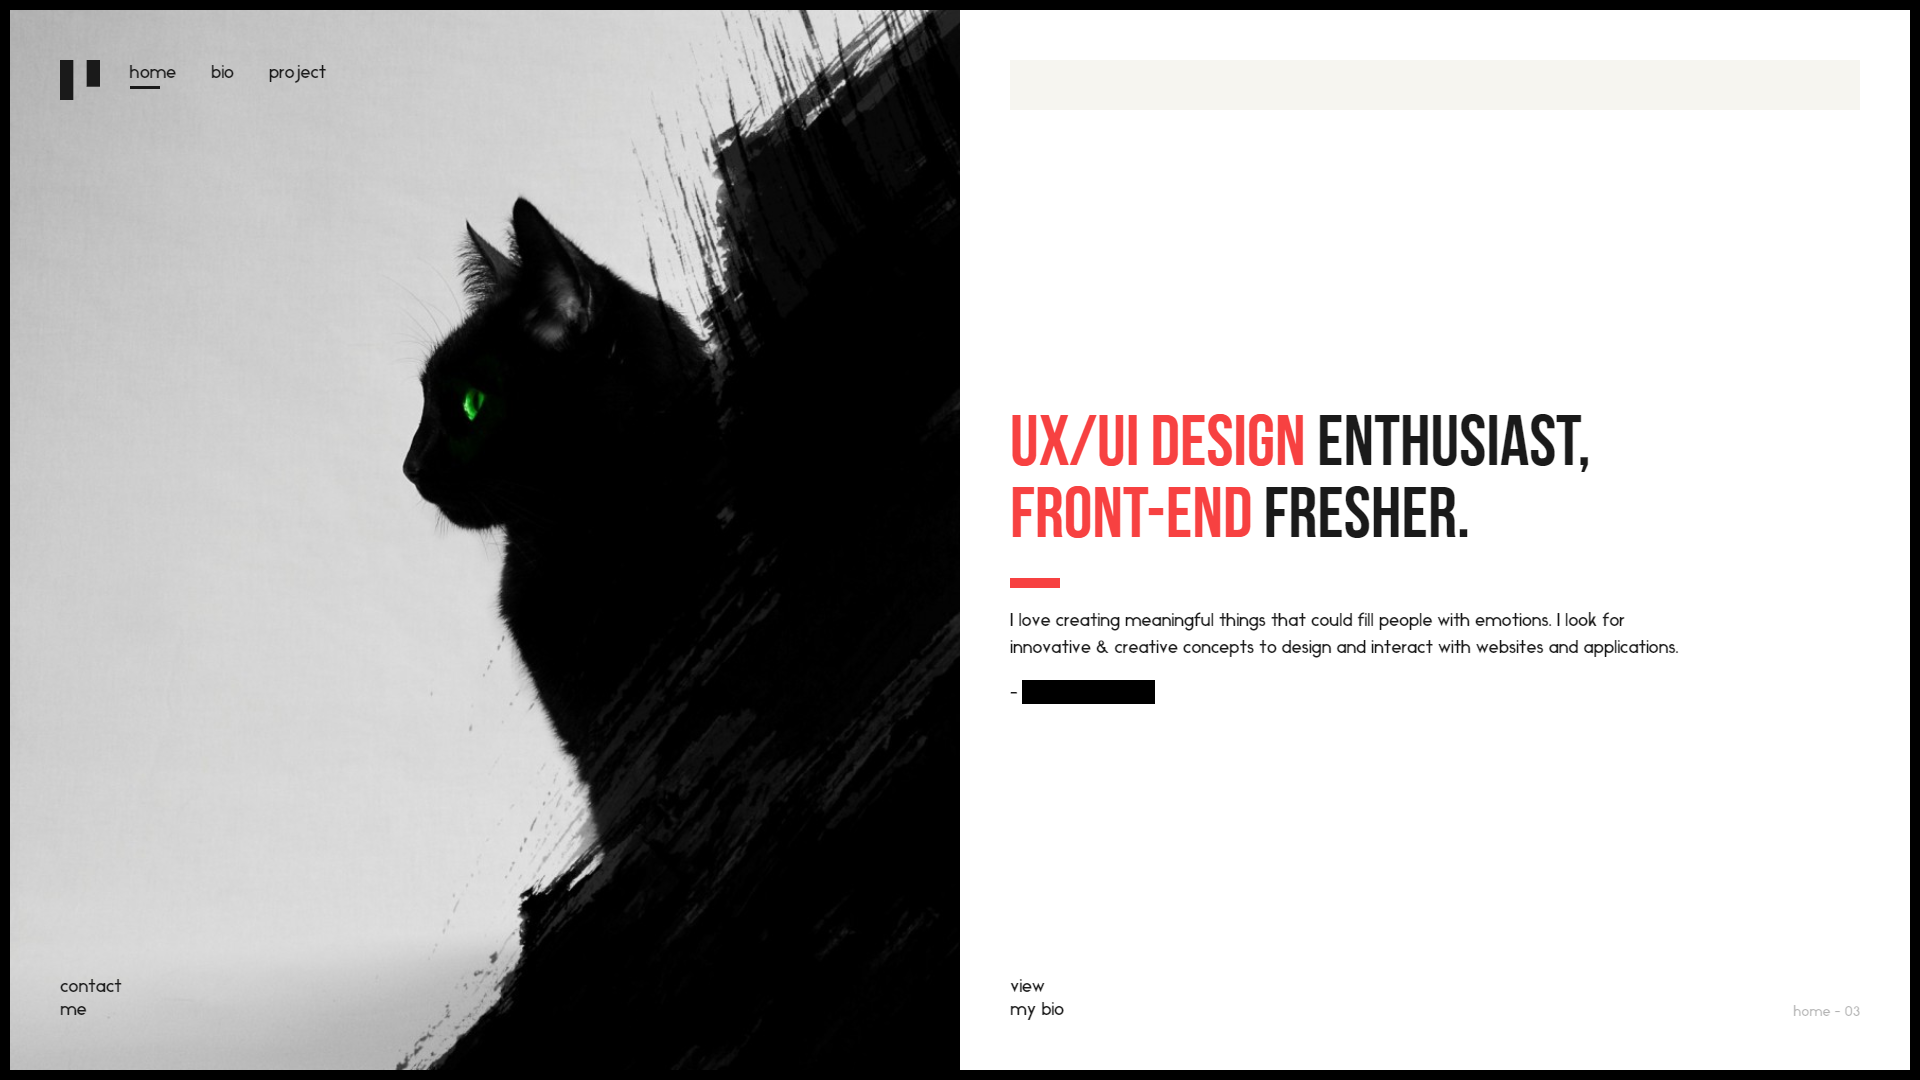 home
bio
project
UX/UI DESIGN ENTHUSIAST,
FRONT-END FRESHER.
I love creating meaningful things that could fill people with emotions. I look for
innovative & creative concepts to design and interact with websites and applications.
-
contact
me
view
my bio
home - 03